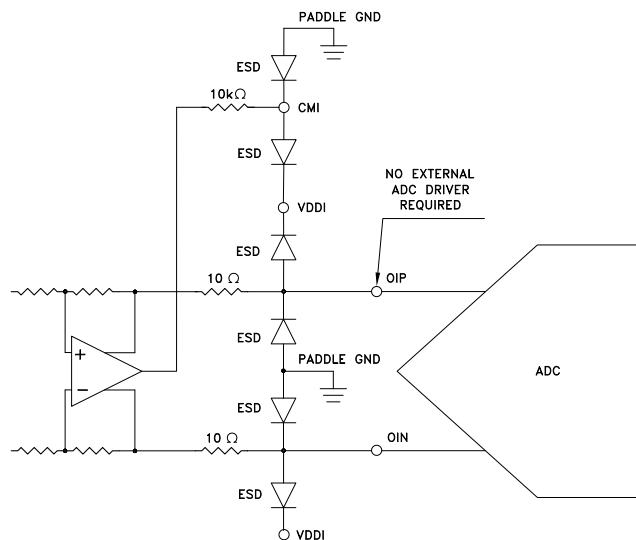 PADDLE GND
ESD
10kΩ
CMI
ESD
NO EXTERNAL
ADC DRIVER
REQUIRED
VDDI
ESD
10 Ω
OIP
ESD
PADDLE GND
+
−
ADC
ESD
10 Ω
OIN
ESD
VDDI